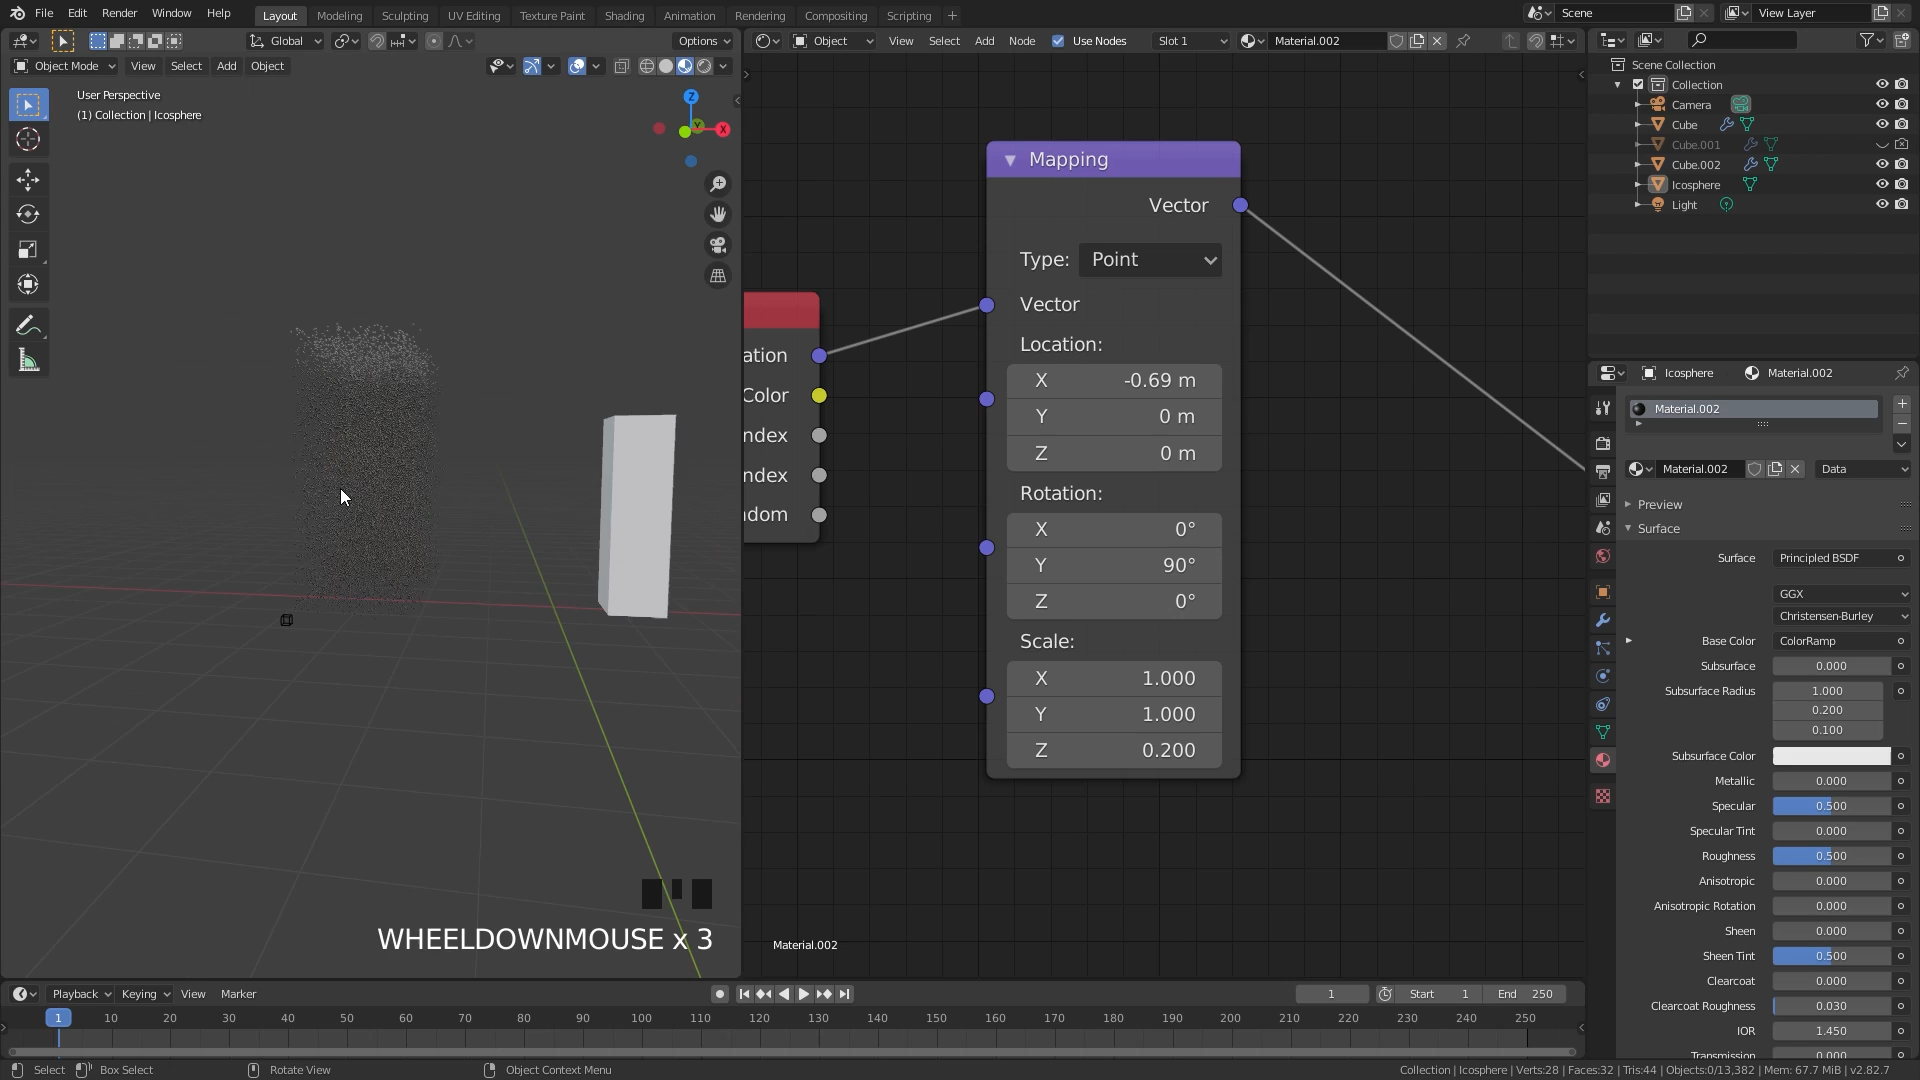 File Edit Render Window Help Layout Modeling Sculpting UV Editing Texture Paint Shading Animation Rendering Compositing Scripting + Scene View Layer
Global Options
Object Mode View Select Add Object
User Perspective
(1) Collection | Icosphere
Z
Y
X
WHEELDOWNMOUSE x 3
Object View Select Add Node Use Nodes Slot 1 Material.002
ation
Color
ndex
ndex
ndom
Mapping
Vector
Type: Point
Vector
Location:
X -0.69 m
Y 0 m
Z 0 m
Rotation:
X 0°
Y 90°
Z 0°
Scale:
X 1.000
Y 1.000
Z 0.200
Material.002
Scene Collection
Collection
Camera
Cube
Cube.001
Cube.002
Icosphere
Light
Icosphere Material.002
Material.002
Material.002 Data
Preview
Surface
Surface Principled BSDF
GGX
Christensen-Burley
Base Color ColorRamp
Subsurface 0.000
Subsurface Radius 1.000
0.200
0.100
Subsurface Color
Metallic 0.000
Specular 0.500
Specular Tint 0.000
Roughness 0.500
Anisotropic 0.000
Anisotropic Rotation 0.000
Sheen 0.000
Sheen Tint 0.500
Clearcoat 0.000
Clearcoat Roughness 0.030
IOR 1.450
Transmission 0.000
Playback Keying View Marker 1 Start 1 End 250
1 10 20 30 40 50 60 70 80 90 100 110 120 130 140 150 160 170 180 190 200 210 220 230 240 250
Select Box Select Rotate View Object Context Menu Collection | Icosphere | Verts:28 | Faces:32 | Tris:44 | Objects:0/13,382 | Mem: 67.7 MiB | v2.82.7